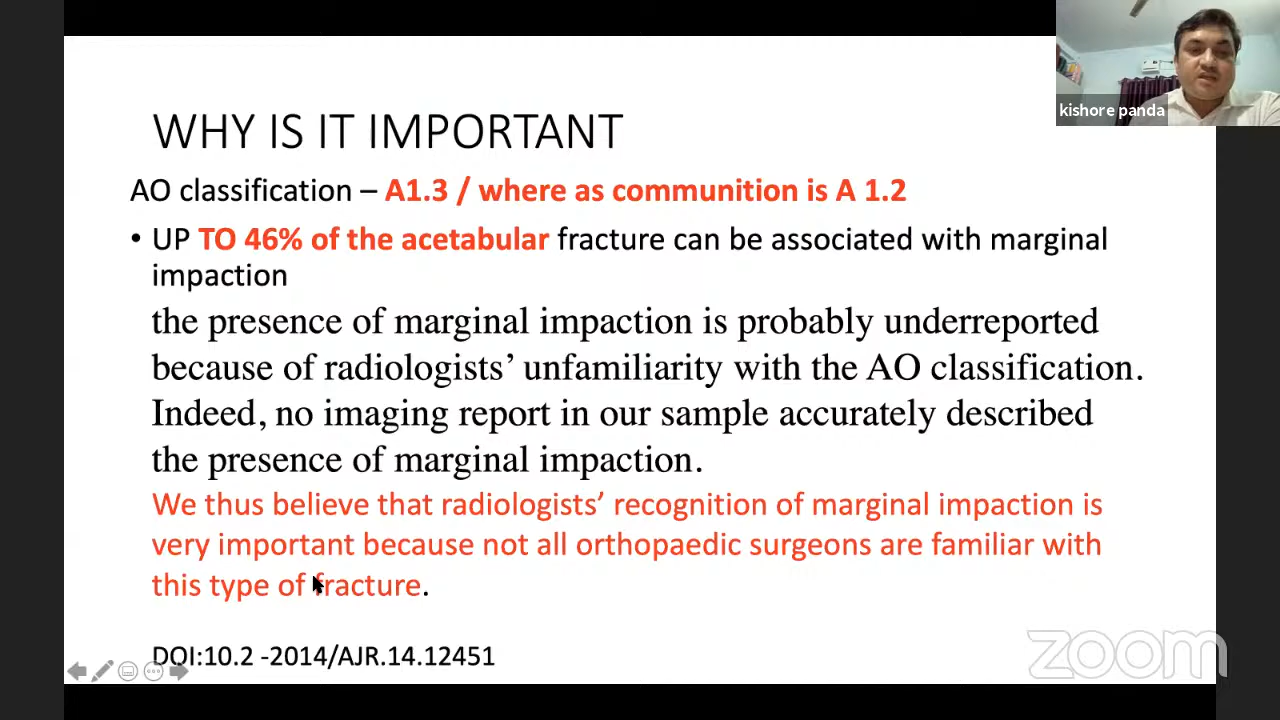 kishore panda
WHY IS IT IMPORTANT
AO classification – A1.3 / where as communition is A 1.2
• UP TO 46% of the acetabular fracture can be associated with marginal
impaction
the presence of marginal impaction is probably underreported
because of radiologists’ unfamiliarity with the AO classification.
Indeed, no imaging report in our sample accurately described
the presence of marginal impaction.
We thus believe that radiologists’ recognition of marginal impaction is
very important because not all orthopaedic surgeons are familiar with
this type of fracture.
DOI:10.2 -2014/AJR.14.12451
zoom